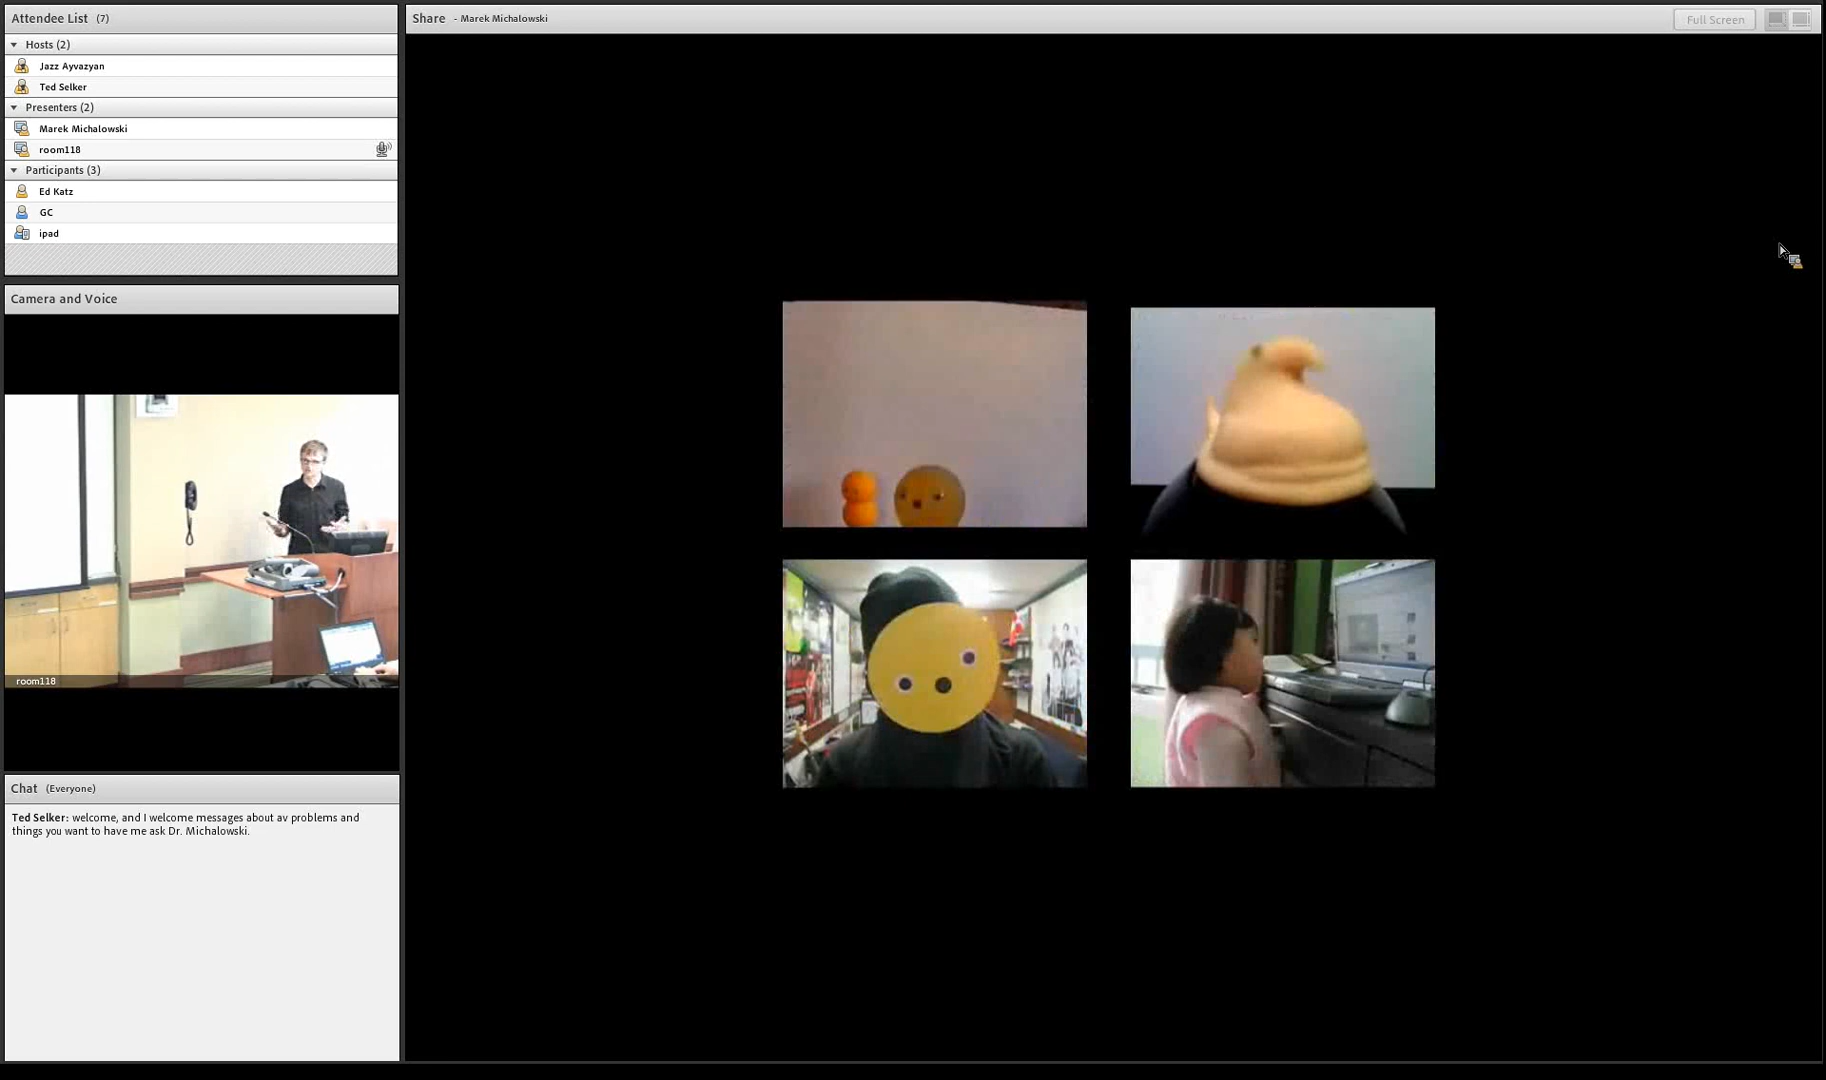 Attendee List (7)
Hosts (2)
Jazz Ayvazyan
Ted Selker
Presenters (2)
Marek Michalowski
room118
Participants (3)
Ed Katz
GC
ipad
Camera and Voice
room118
Chat (Everyone)
Ted Selker: welcome, and I welcome messages about av problems and
things you want to have me ask Dr. Michalowski.
Share - Marek Michalowski
Full Screen